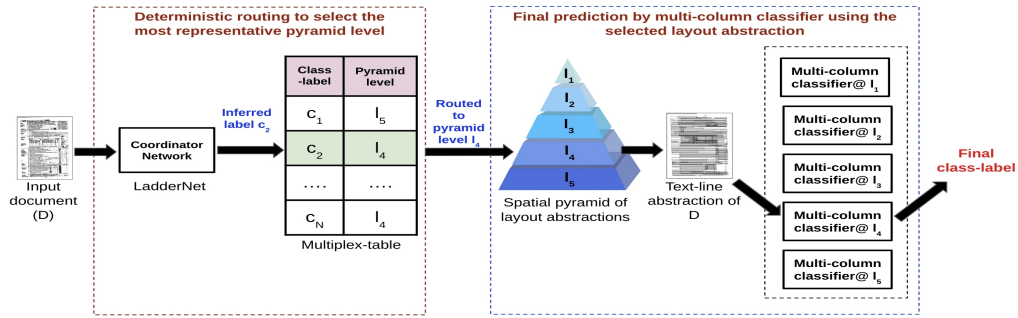 Deterministic routing to select the
most representative pyramid level
Final prediction by multi-column classifier using the
selected layout abstraction
Input
document
(D)
Coordinator
Network
LadderNet
Inferred
label c2
Class
-label
Pyramid
level
c1
l5
c2
l4
....
....
cN
l4
Multiplex-table
Routed
to
pyramid
level l4
l1
l2
l3
l4
l5
Spatial pyramid of
layout abstractions
Text-line
abstraction of
D
Multi-column
classifier@ l1
Multi-column
classifier@ l2
Multi-column
classifier@ l3
Multi-column
classifier@ l4
Multi-column
classifier@ l5
Final
class-label